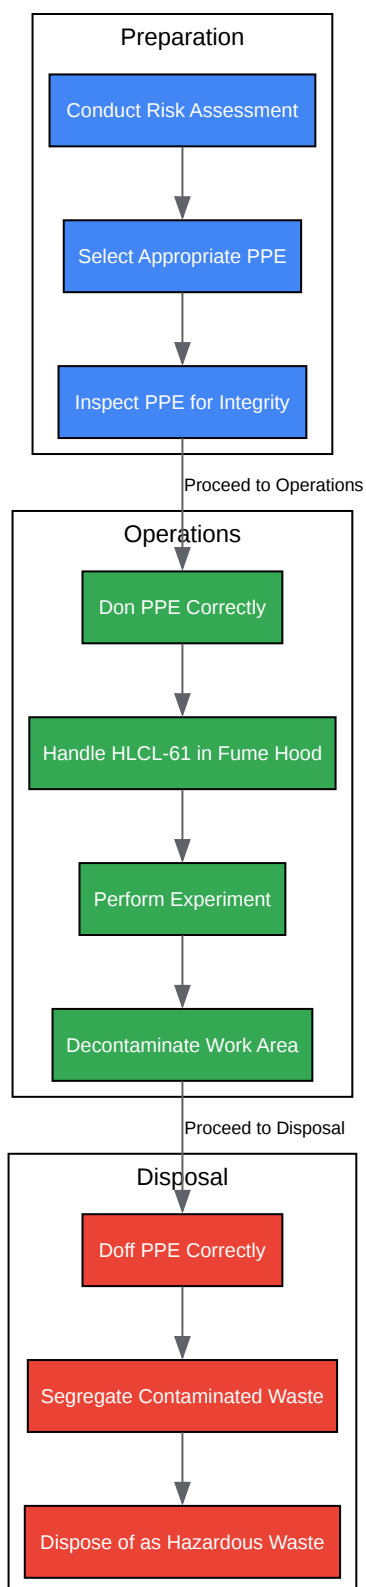 Preparation
Conduct Risk Assessment
Select Appropriate PPE
Inspect PPE for Integrity
Proceed to Operations
Operations
Don PPE Correctly
Handle HLCL-61 in Fume Hood
Perform Experiment
Decontaminate Work Area
Proceed to Disposal
Disposal
Doff PPE Correctly
Segregate Contaminated Waste
Dispose of as Hazardous Waste